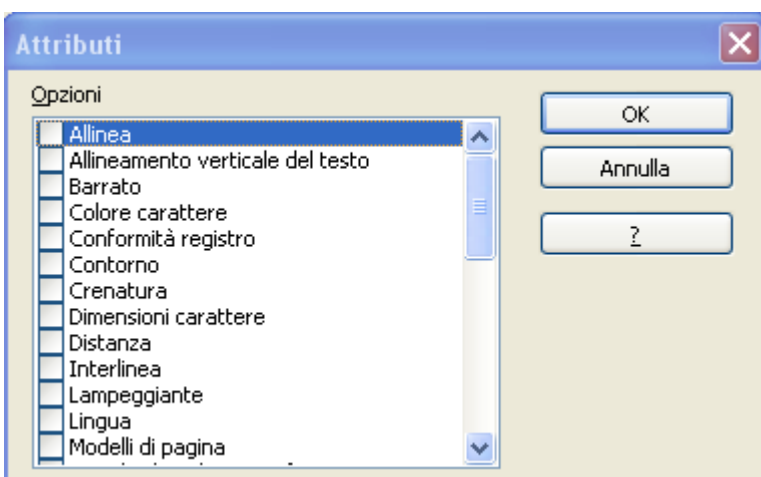 Attributi
Opzioni
Allinea
Allineamento verticale del testo
Barrato
Colore carattere
Conformità registro
Contorno
Crenatura
Dimensioni carattere
Distanza
Interlinea
Lampeggiante
Lingua
Modelli di pagina
OK
Annulla
?